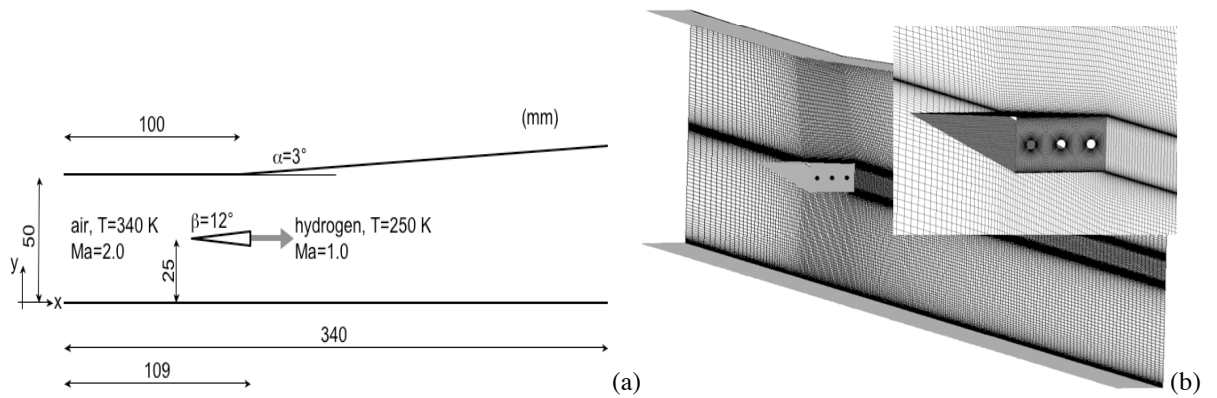 100
(mm)
α=3°
50
air, T=340 K
Ma=2.0
β=12°
hydrogen, T=250 K
Ma=1.0
25
y
x
340
109
(a)
(b)